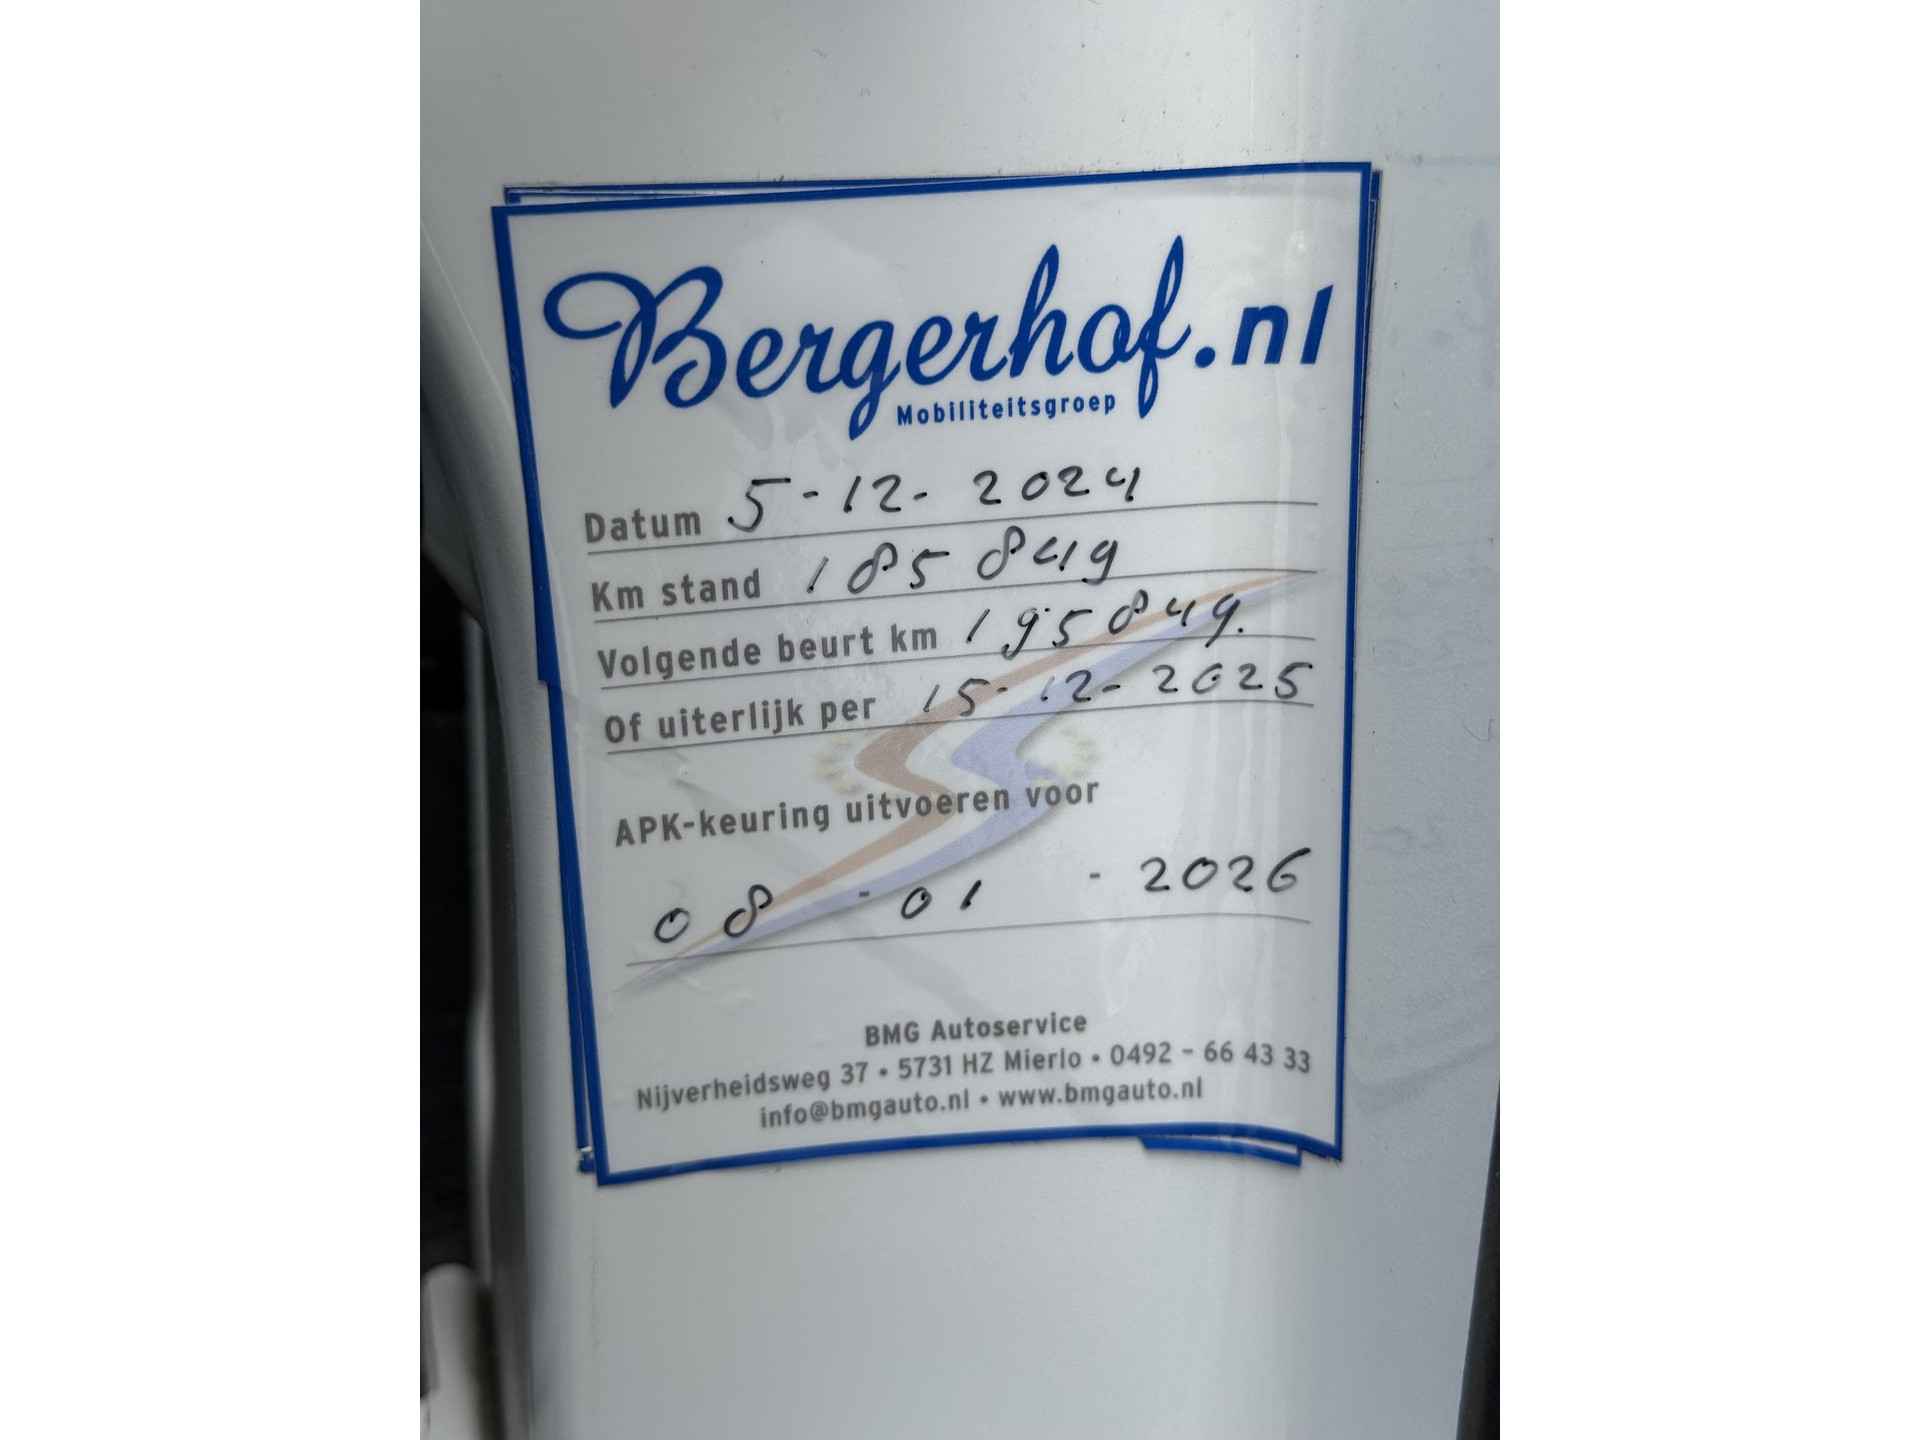 Bergerhof.nl
Mobiliteitsgroep
Datum 5-12-2024
Km stand 185849
Volgende beurt km 195849.
Of uiterlijk per 15-12-2025
APK-keuring uitvoeren voor
08-01-2026
BMG Autoservice
Nijverheidsweg 37 • 5731 HZ Mierlo • 0492 - 66 43 33
info@bmgauto.nl • www.bmgauto.nl